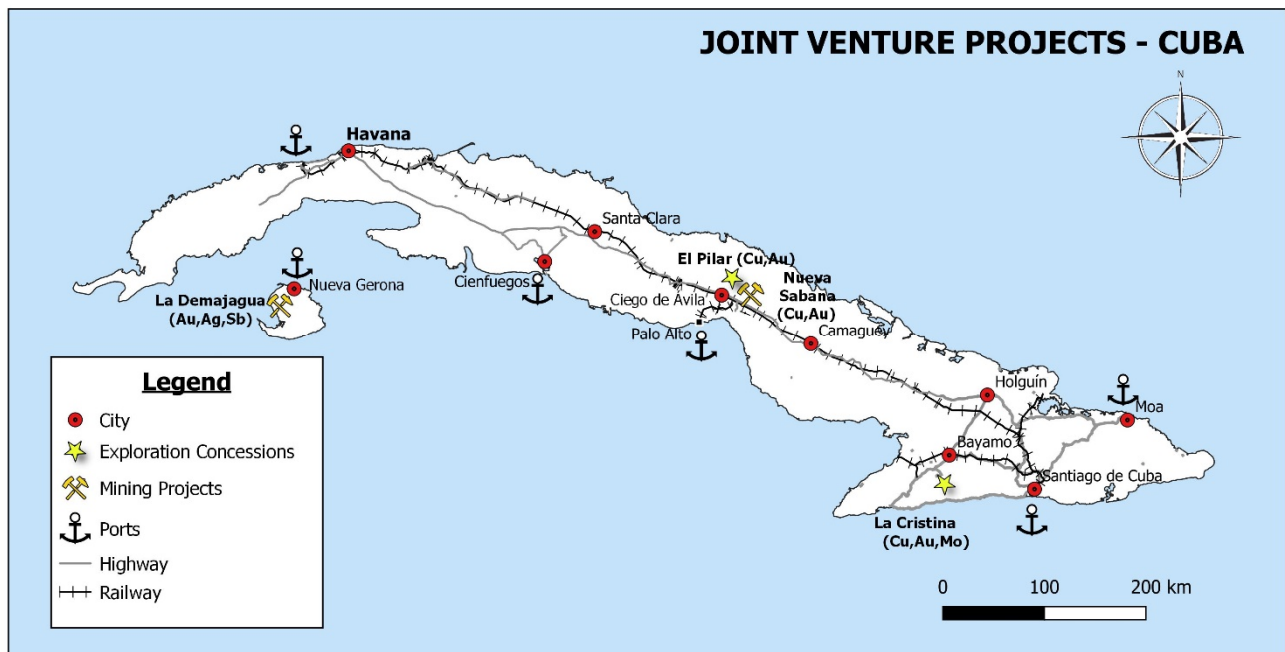 JOINT VENTURE PROJECTS - CUBA
N
Havana
Santa Clara
El Pilar (Cu,Au)
Nueva
Sabana
(Cu,Au)
Cienfuegos
Nueva Gerona
La Demajagua
(Au,Ag,Sb)
Ciego de Avila
Palo Alto
Camagüey
Holguín
Moa
Bayamo
Santiago de Cuba
La Cristina
(Cu,Au,Mo)
Legend
City
Exploration Concessions
Mining Projects
Ports
Highway
Railway
0 100 200 km